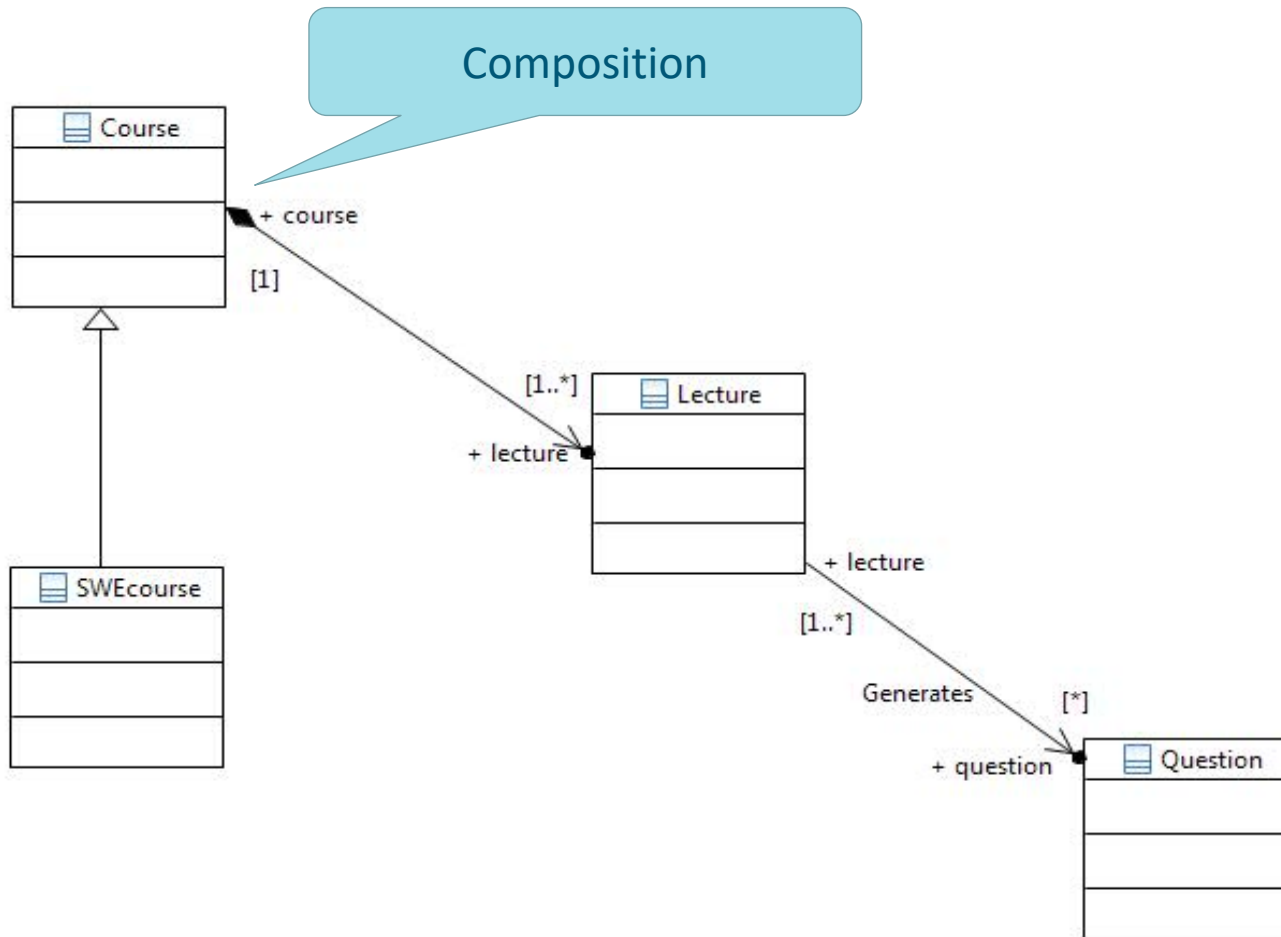 Composition
Course
+ course
[1]
[1..*]
Lecture
+ lecture
+ lecture
SWEcourse
[1..*]
Generates
[*]
+ question
Question